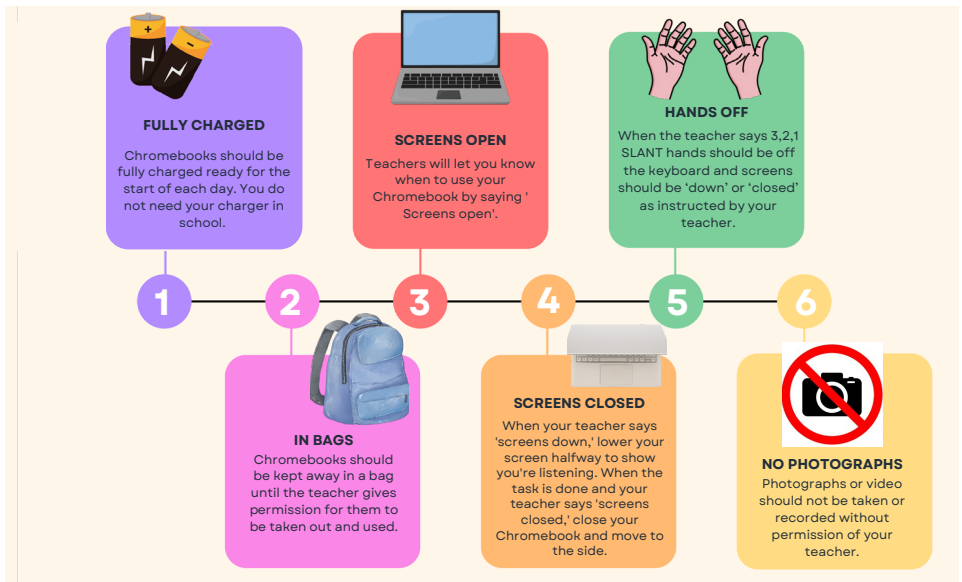 FULLY CHARGED
Chromebooks should be
fully charged ready for the
start of each day. You do
not need your charger in
school.
1
2
IN BAGS
Chromebooks should
be kept away in a bag
until the teacher gives
permission for them to
be taken out and used.
3
SCREENS OPEN
Teachers will let you know
when to use your
Chromebook by saying '
Screens open'.
4
SCREENS CLOSED
When your teacher says
'screens down,' lower your
screen halfway to show
you're listening. When the
task is done and your
teacher says 'screens
closed,' close your
Chromebook and move to
the side.
5
HANDS OFF
When the teacher says 3,2,1
SLANT hands should be off
the keyboard and screens
should be ‘down’ or ‘closed’
as instructed by your
teacher.
6
NO PHOTOGRAPHS
Photographs or video
should not be taken or
recorded without
permission of your
teacher.